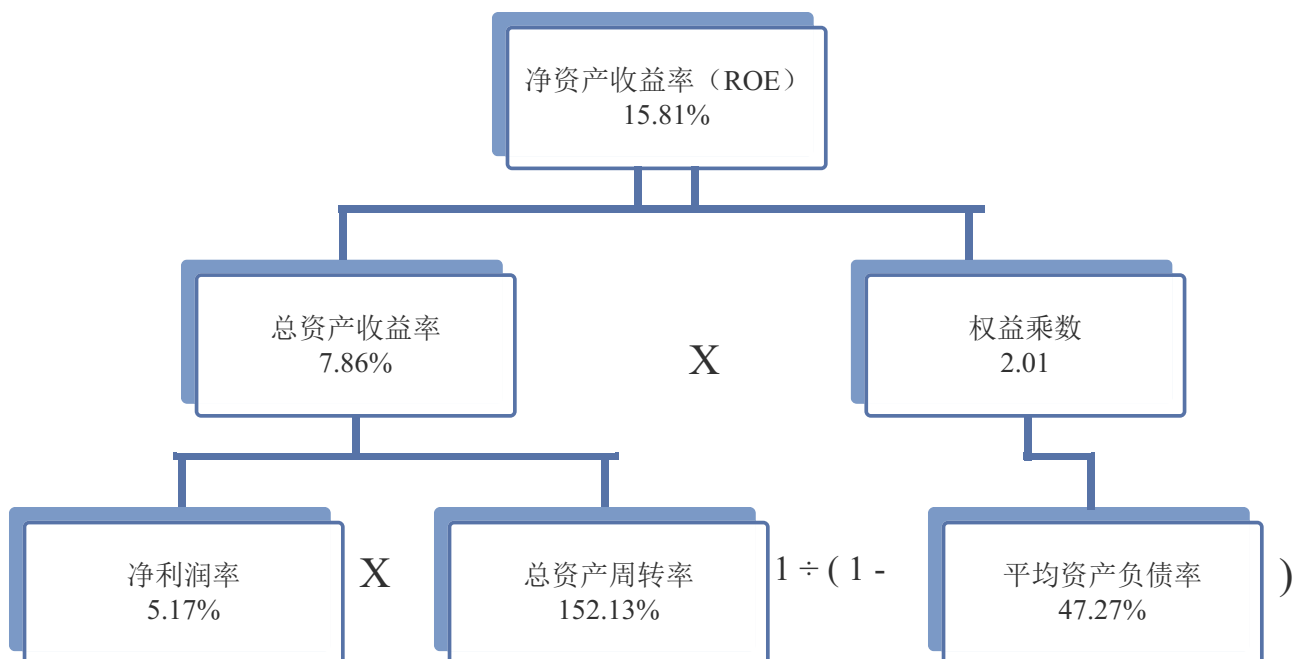 净资产收益率（ROE）
15.81%
总资产收益率
7.86%
X
权益乘数
2.01
净利润率
5.17%
X
总资产周转率
152.13%
1 ÷ ( 1 -
平均资产负债率
47.27%
)